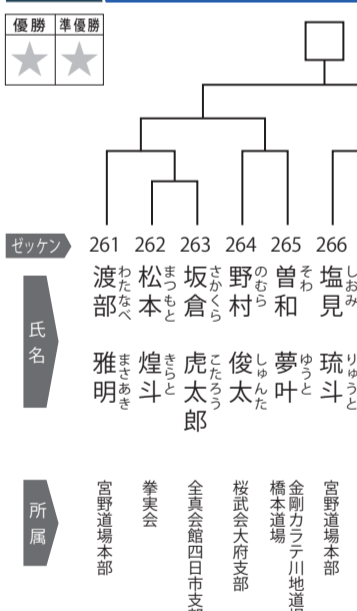 優勝 準優勝
ゼッケン 261 262 263 264 265 266
氏名
渡部 雅明
わたなべ まさあき
松本 煌斗
まつもと きらと
坂倉 虎太郎
さかくら こたろう
野村 俊太
のむら しゅんた
曽和 夢叶
そわ ゆうと
塩見 琉斗
しおみ りゅうと
所属
宮野道場本部
拳実会
全真会館四日市支部
桜武会大府支部
金剛カラテ川地道場
橋本道場
宮野道場本部